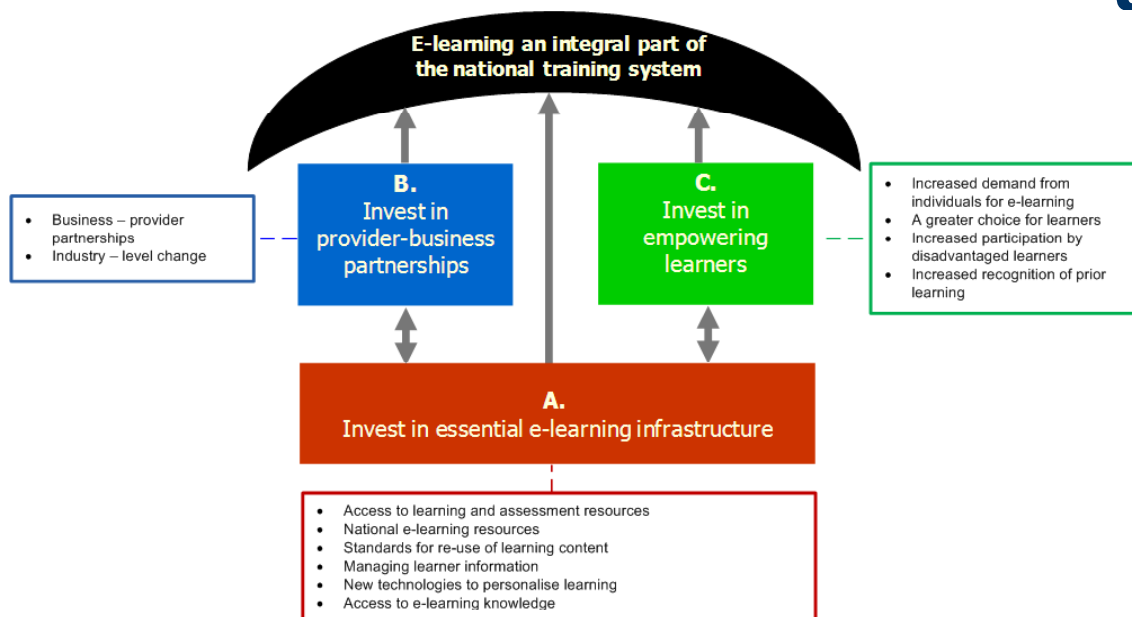 E-learning an integral part of
the national training system
B.
Invest in
provider-business
partnerships
C.
Invest in
empowering
learners
• Business – provider
partnerships
• Industry – level change
• Increased demand from
individuals for e-learning
• A greater choice for learners
• Increased participation by
disadvantaged learners
• Increased recognition of prior
learning
A.
Invest in essential e-learning infrastructure
• Access to learning and assessment resources
• National e-learning resources
• Standards for re-use of learning content
• Managing learner information
• New technologies to personalise learning
• Access to e-learning knowledge